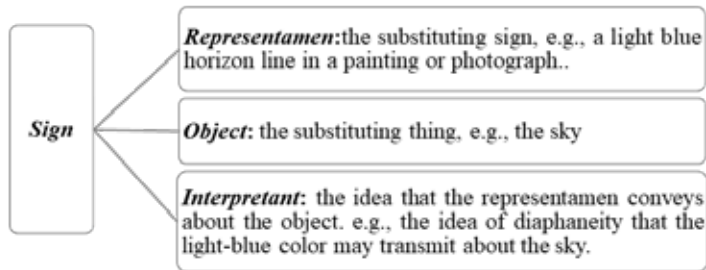 Sign
Representamen:the substituting sign, e.g., a light blue
horizon line in a painting or photograph..
Object: the substituting thing, e.g., the sky
Interpretant: the idea that the representamen conveys
about the object. e.g., the idea of diaphaneity that the
light-blue color may transmit about the sky.